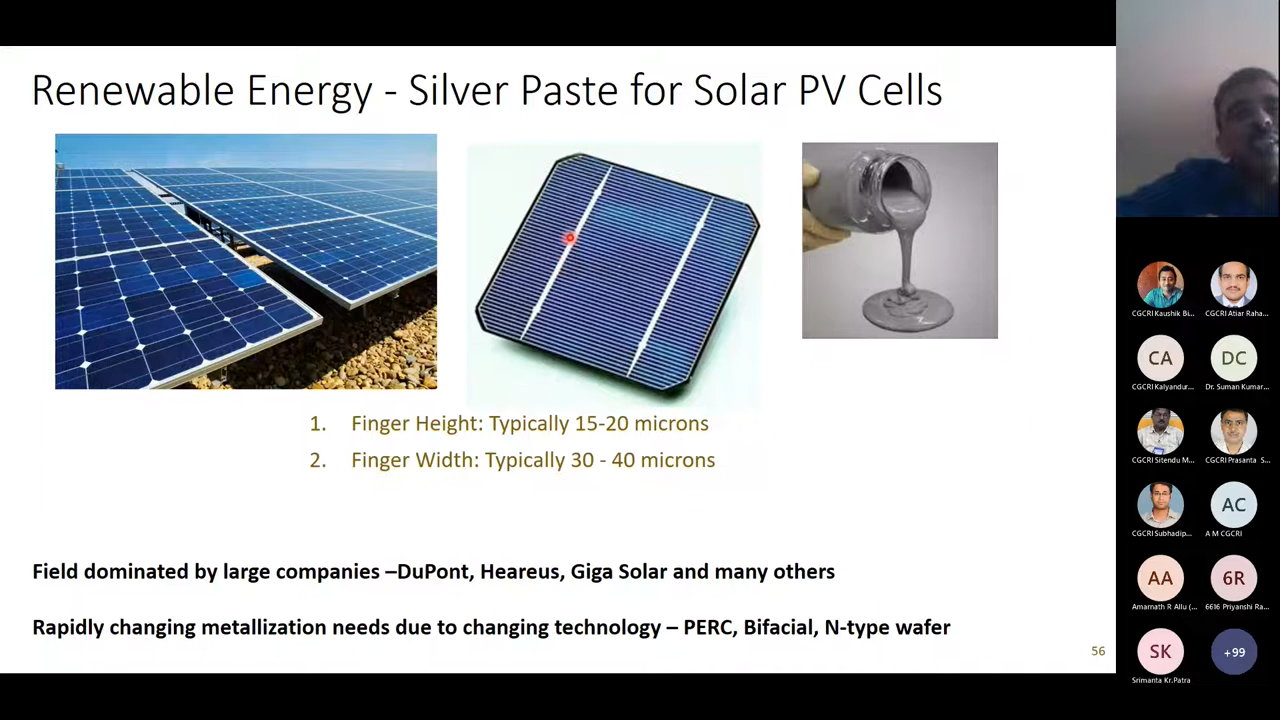 Renewable Energy - Silver Paste for Solar PV Cells
1. Finger Height: Typically 15-20 microns
2. Finger Width: Typically 30 - 40 microns
Field dominated by large companies –DuPont, Heareus, Giga Solar and many others
Rapidly changing metallization needs due to changing technology – PERC, Bifacial, N-type wafer
56
CGCRI Kaushik Bi...
CGCRI Atiar Raha...
CA
DC
CGCRI Kalyandur...
Dr. Suman Kumar...
CGCRI Sitendu M...
CGCRI Prasanta S...
AC
CGCRI Subhadip...
A M CGCRI
AA
6R
Amarnath R Allu (...
6616 Priyanshi Ra...
SK
+99
Srimanta Kr.Patra